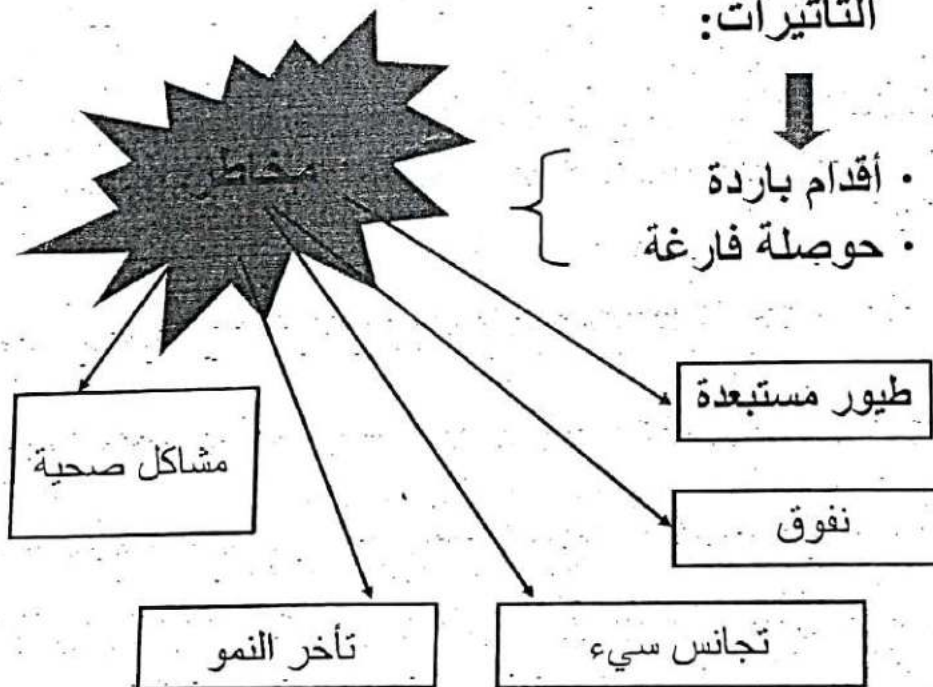 التأثيرات:
• أقدام باردة
• حوصلة فارغة
مخاطر
طيور مستبعدة
نفوق
تجانس سيء
تأخر النمو
مشاكل صحية